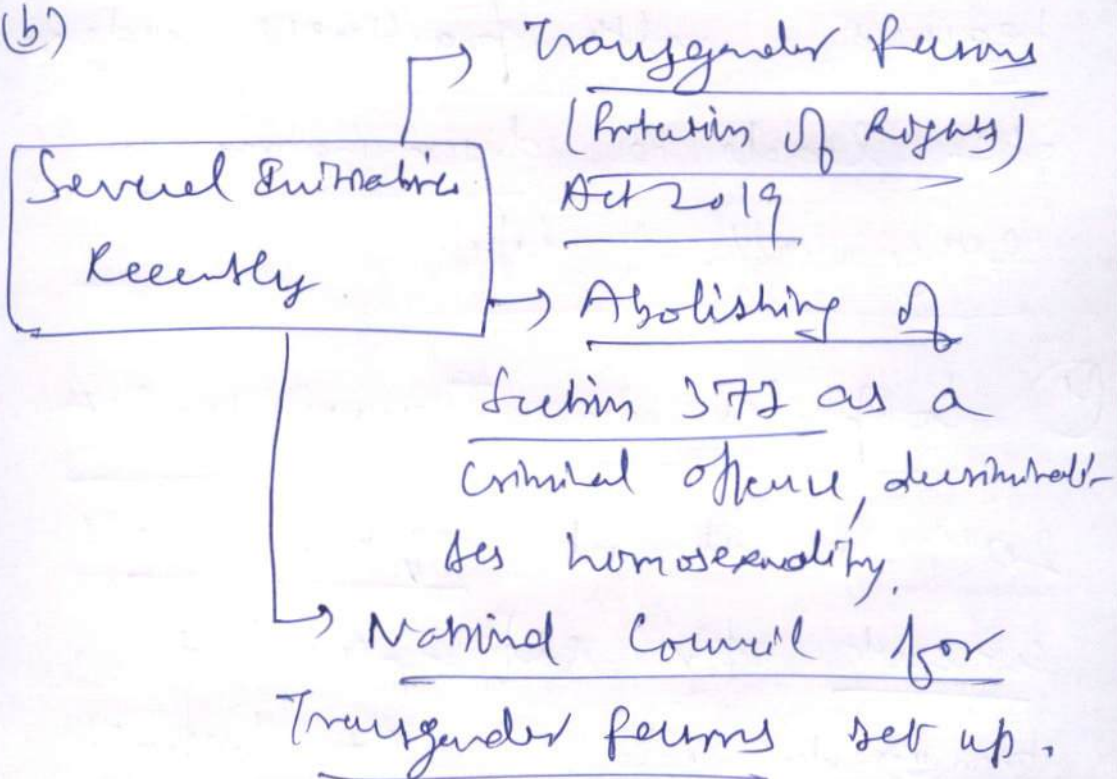 (b)
Transgender Persons
(Protection of Rights)
Act 2019
Several Initiatives
Recently
Abolishing of
Section 377 as a
criminal offence, decriminali-
ses homosexuality.
National Council for
Transgender Persons set up.